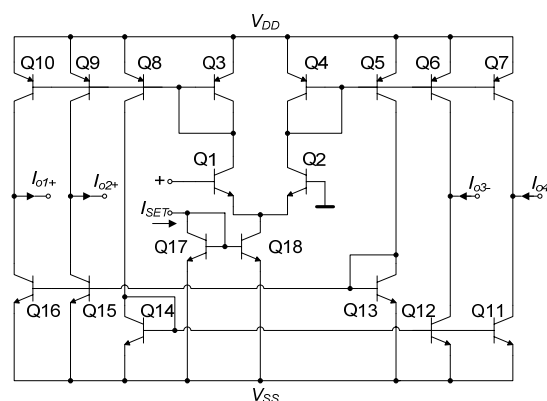 VDD
Q10 Q9 Q8 Q3 Q4 Q5 Q6 Q7
Q1 Q2
+
Io1+ Io2+ Io3- Io4
ISET
Q17 Q18
Q16 Q15 Q14 Q13 Q12 Q11
VSS